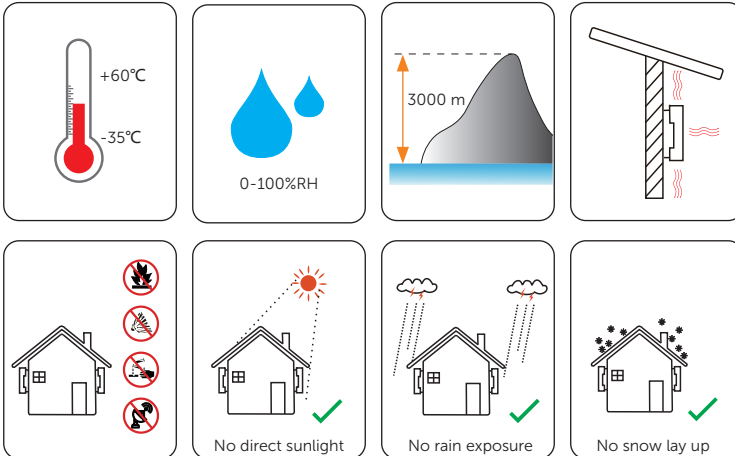 +60℃
-35℃
0-100%RH
3000 m
No direct sunlight
No rain exposure
No snow lay up